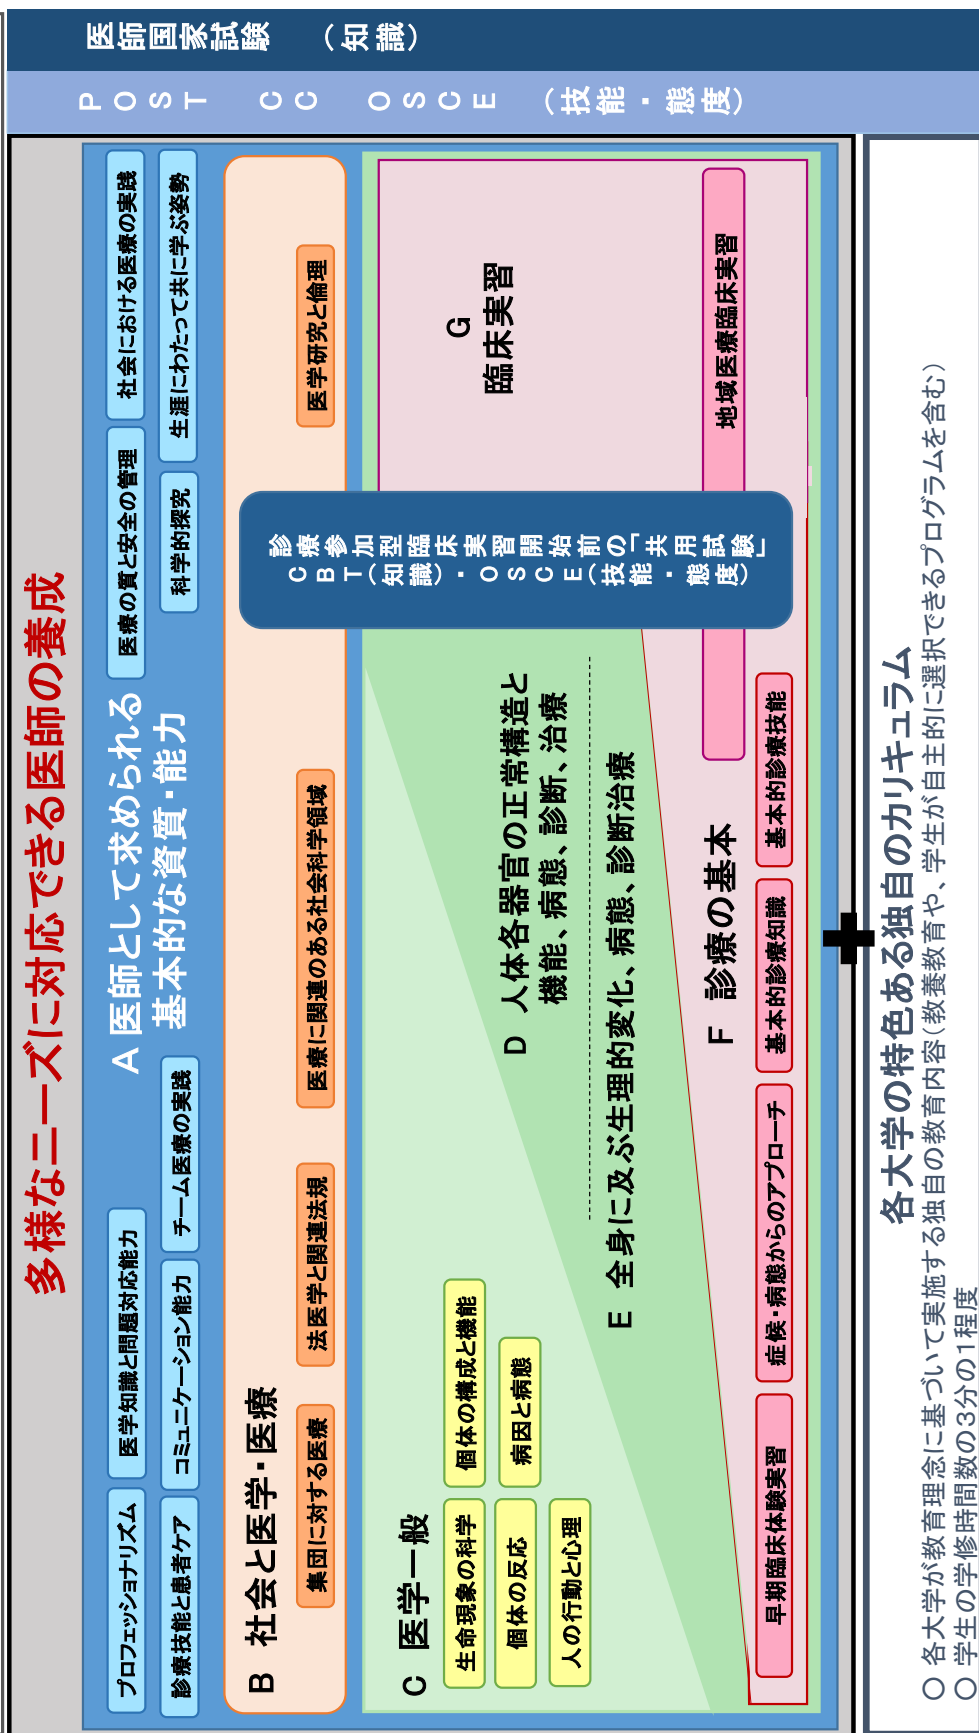 多様なニーズに対応できる医師の養成
プロフェッショナリズム
医学知識と問題対応能力
診療技能と患者ケア
コミュニケーション能力
チーム医療の実践
A 医師として求められる
基本的な資質・能力
医療の質と安全の管理
社会における医療の実践
科学的探究
生涯にわたって共に学ぶ姿勢
B 社会と医学・医療
集団に対する医療
法医学と関連法規
医療に関連のある社会科学領域
医学研究と倫理
C 医学一般
生命現象の科学
個体の構成と機能
個体の反応
病因と病態
人の行動と心理
D 人体各器官の正常構造と
機能、病態、診断、治療
E 全身に及ぶ生理的変化、病態、診断治療
F 診療の基本
早期臨床体験実習
症候・病態からのアプローチ
基本的診療知識
基本的診療技能
診療参加型臨床実習開始前の「共用試験」
CBT(知識)・OSCE(技能・態度)
G
臨床実習
地域医療臨床実習
POST CC OSCE (技能・態度)
医師国家試験 (知識)
各大学の特色ある独自のカリキュラム
○ 各大学が教育理念に基づいて実施する独自の教育内容(教養教育や、学生が自主的に選択できるプログラムを含む)
○ 学生の学修時間数の3分の1程度